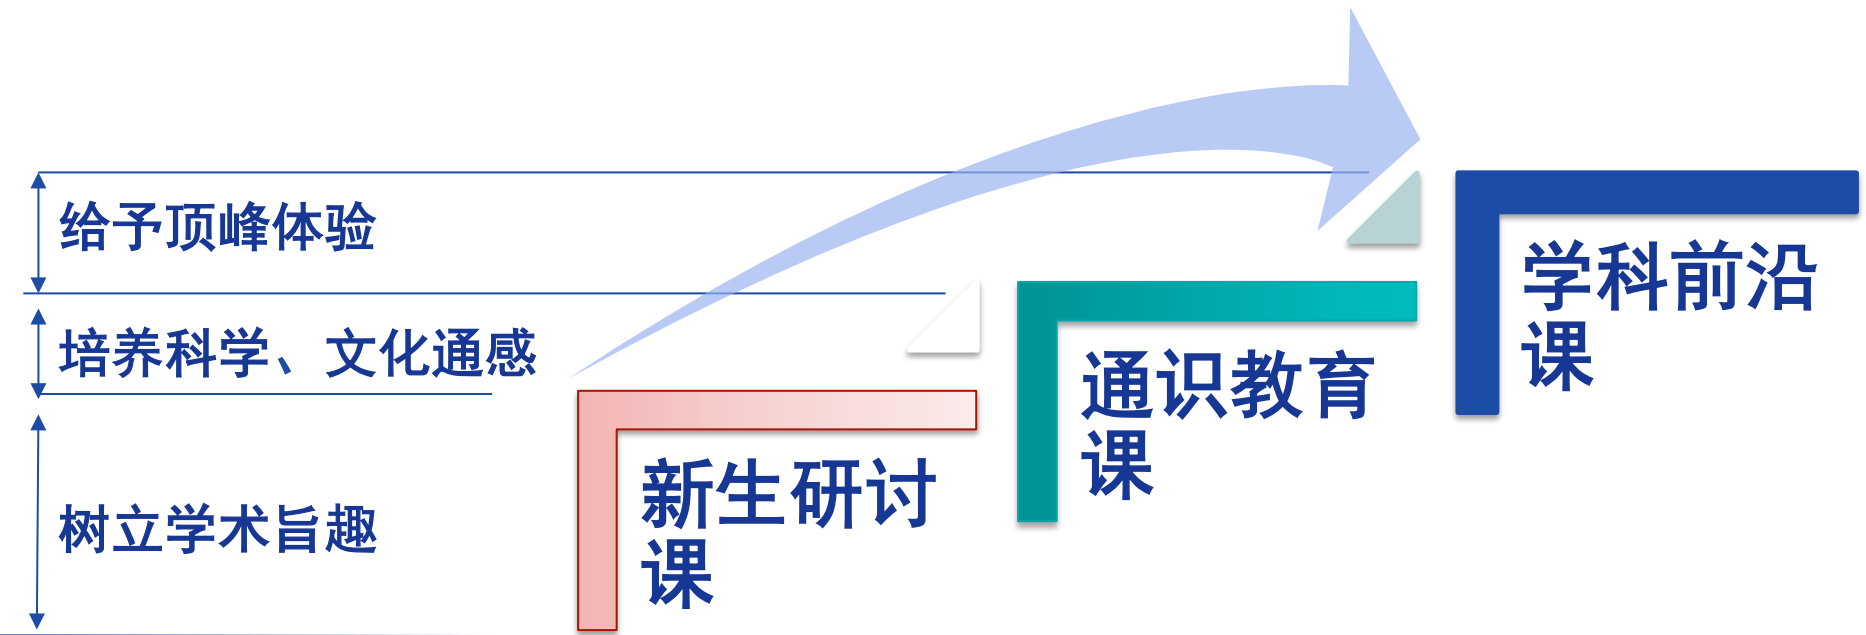 给予顶峰体验
培养科学、文化通感
树立学术旨趣
新生研讨
课
通识教育
课
学科前沿
课